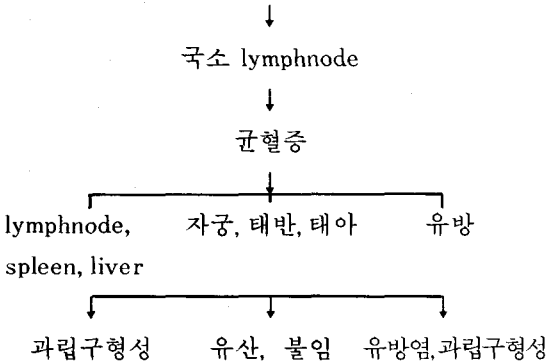 국소 lymphnode
균혈증
lymphnode, 자궁, 태반, 태아 유방
spleen, liver
과립구형성 유산, 불임 유방염,과립구형성